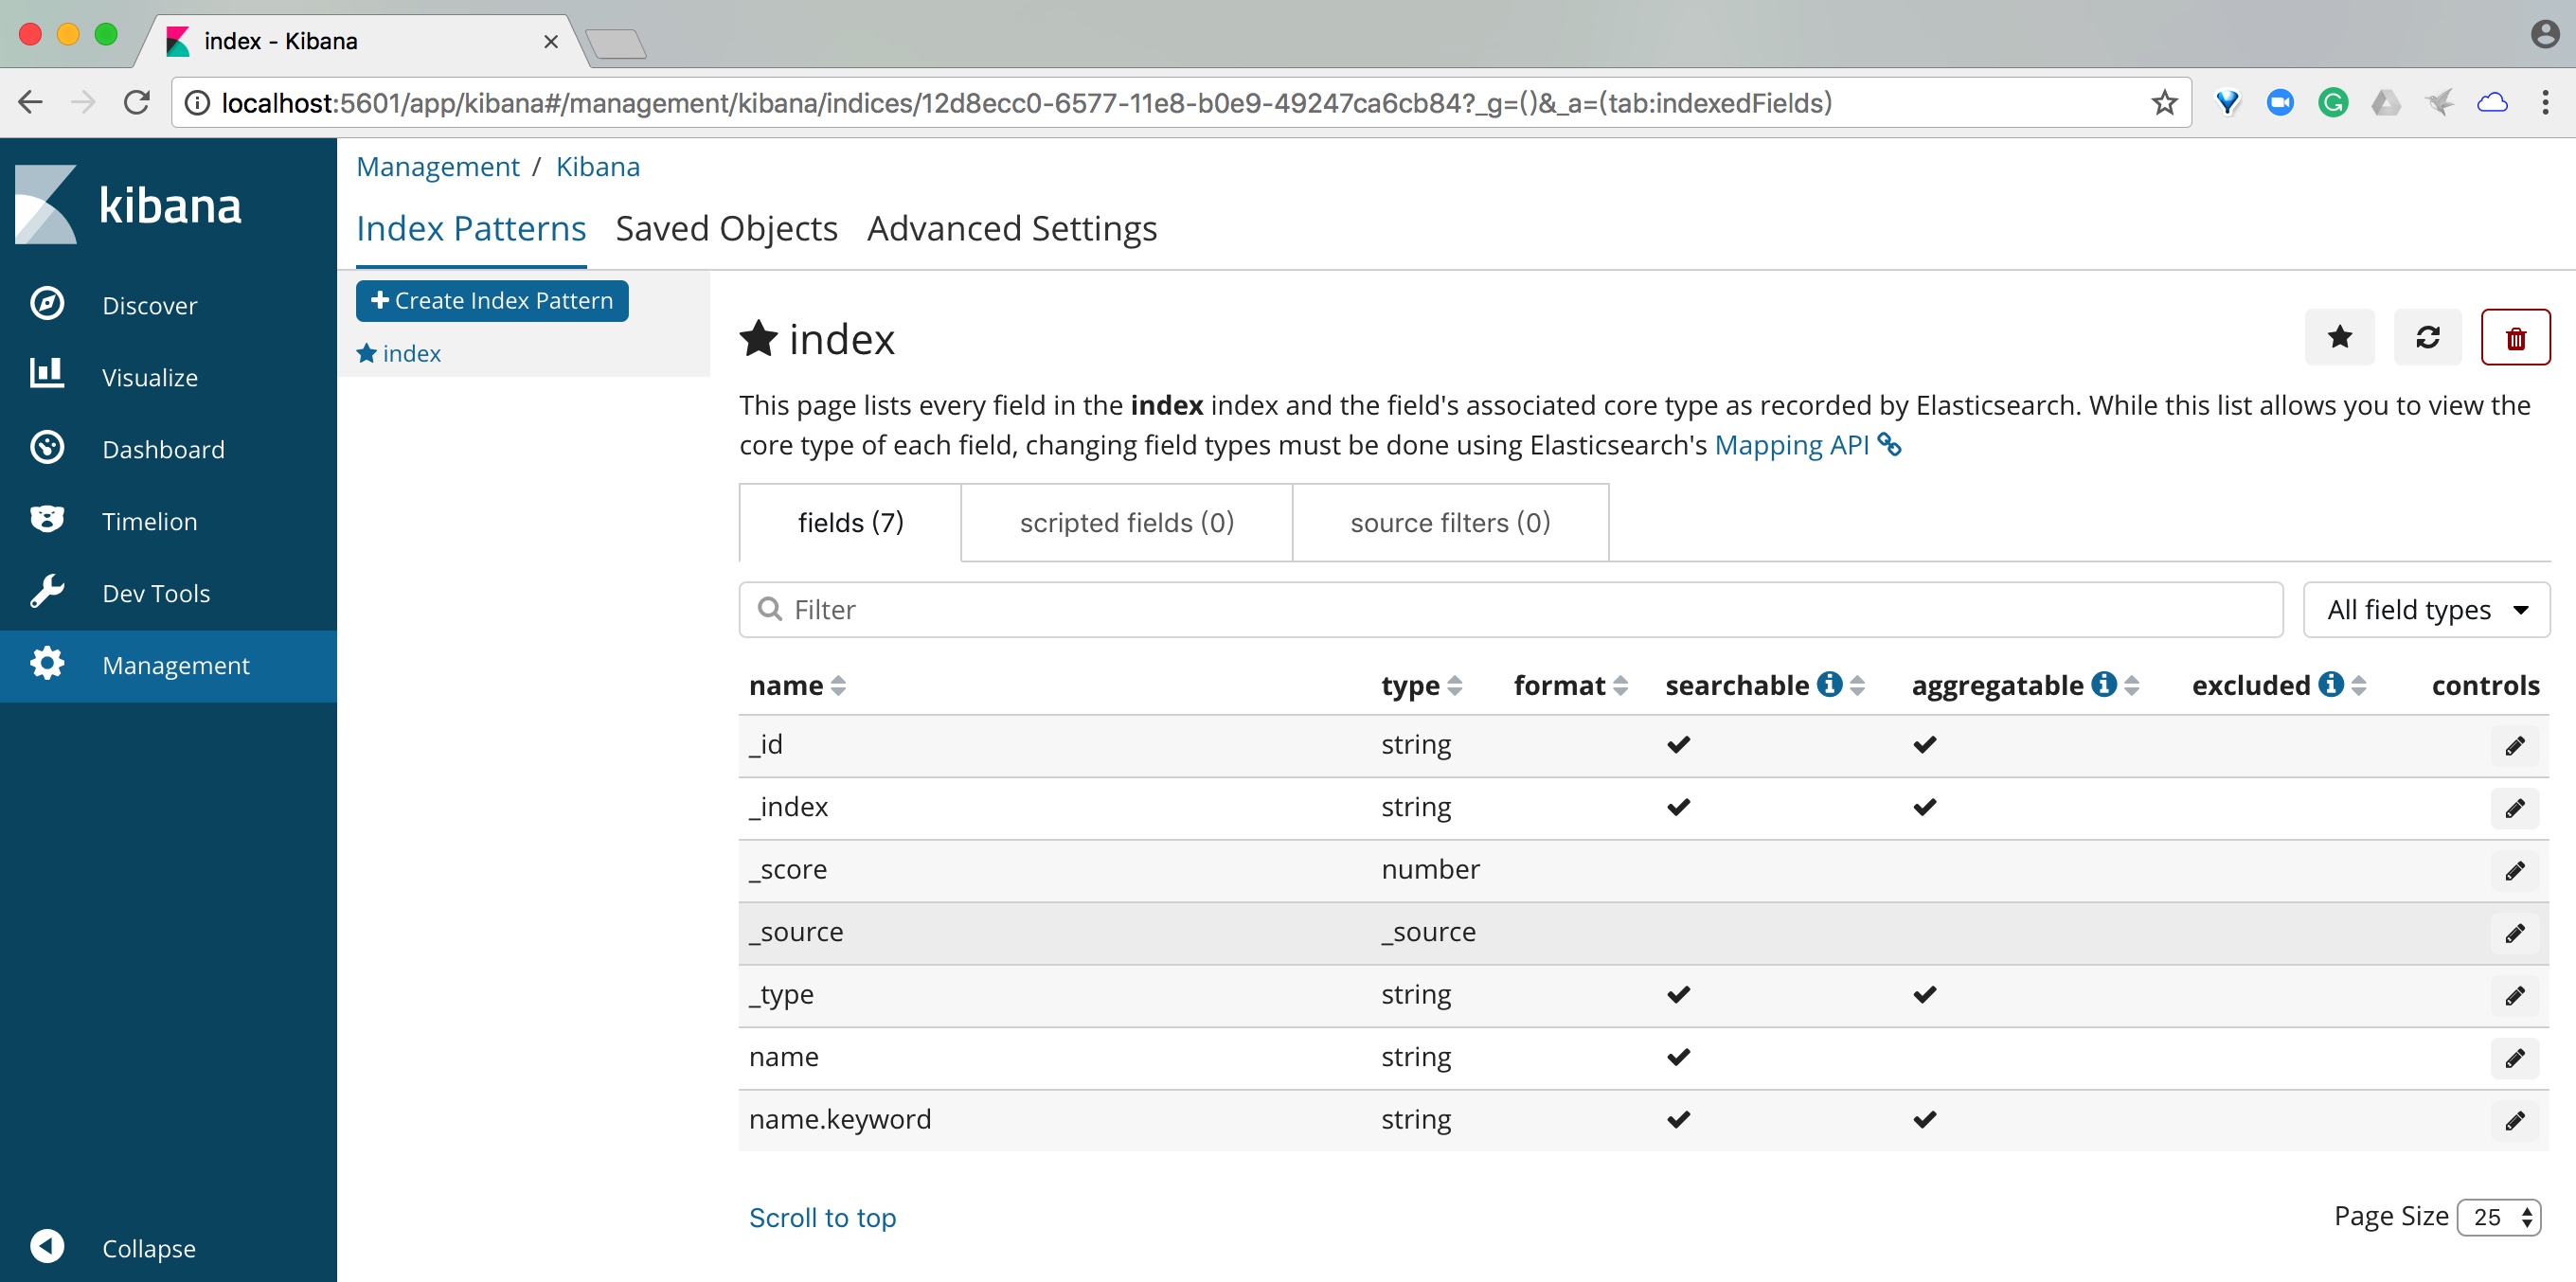 index - Kibana
localhost:5601/app/kibana#/management/kibana/indices/12d8ecc0-6577-11e8-b0e9-49247ca6cb84?_g=()&_a=(tab:indexedFields)
kibana
Discover
Visualize
Dashboard
Timelion
Dev Tools
Management
Collapse
Management / Kibana
Index Patterns Saved Objects Advanced Settings
Create Index Pattern
index
index
This page lists every field in the index index and the field's associated core type as recorded by Elasticsearch. While this list allows you to view the
core type of each field, changing field types must be done using Elasticsearch's Mapping API
fields (7) scripted fields (0) source filters (0)
Filter All field types
name type format searchable aggregatable excluded controls
_id string
_index string
_score number
_source _source
_type string
name string
name.keyword string
Scroll to top Page Size 25